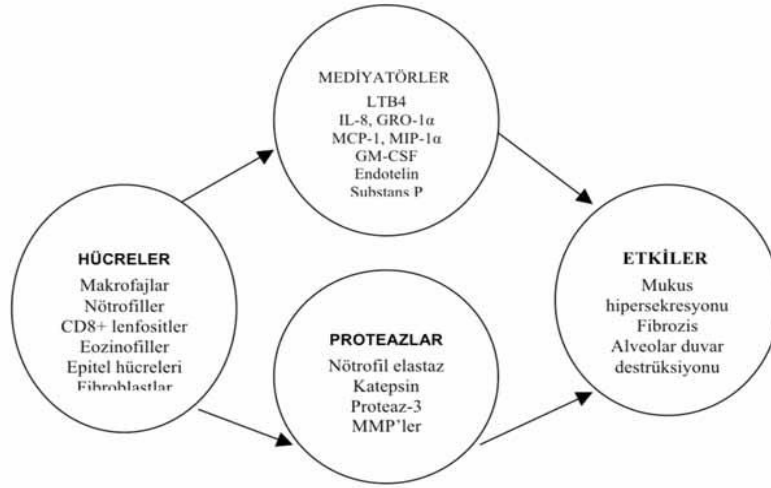 MEDİYATÖRLER
LTB4
IL-8, GRO-1α
MCP-1, MIP-1α
GM-CSF
Endotelin
Substans P
HÜCRELER
Makrofajlar
Nötrofiller
CD8+ lenfositler
Eozinofiller
Epitel hücreleri
Fibroblastlar
PROTEAZLAR
Nötrofil elastaz
Katepsin
Proteaz-3
MMP'ler
ETKİLER
Mukus
hipersekresyonu
Fibrozis
Alveolar duvar
destrüksiyonu